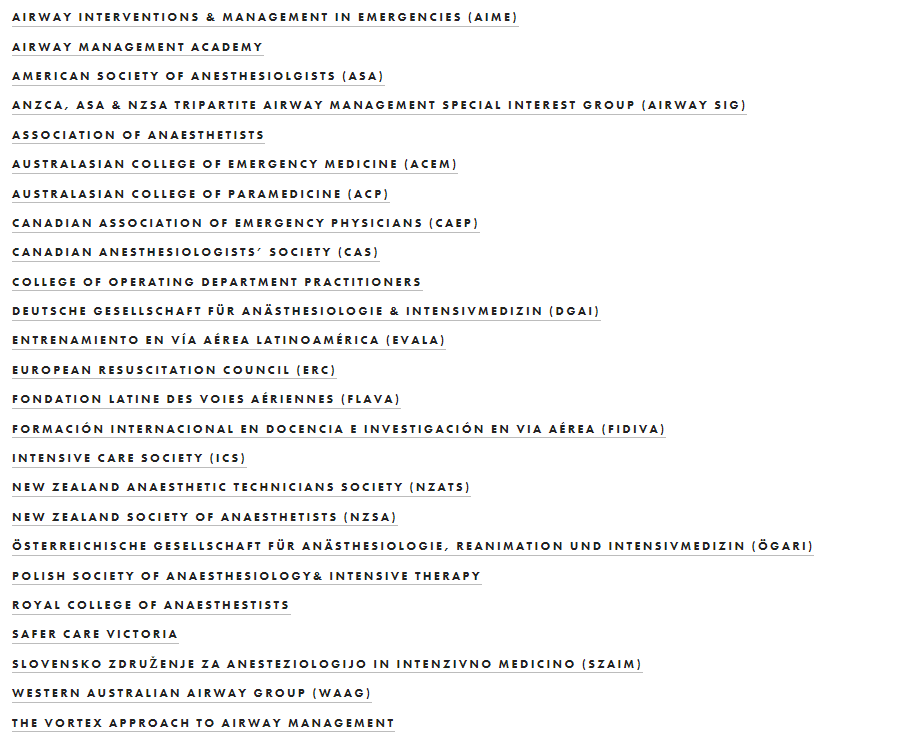 AIRWAY INTERVENTIONS & MANAGEMENT IN EMERGENCIES (AIME)
AIRWAY MANAGEMENT ACADEMY
AMERICAN SOCIETY OF ANESTHESIOLGISTS (ASA)
ANZCA, ASA & NZSA TRIPARTITE AIRWAY MANAGEMENT SPECIAL INTEREST GROUP (AIRWAY SIG)
ASSOCIATION OF ANAESTHETISTS
AUSTRALASIAN COLLEGE OF EMERGENCY MEDICINE (ACEM)
AUSTRALASIAN COLLEGE OF PARAMEDICINE (ACP)
CANADIAN ASSOCIATION OF EMERGENCY PHYSICIANS (CAEP)
CANADIAN ANESTHESIOLOGISTS’ SOCIETY (CAS)
COLLEGE OF OPERATING DEPARTMENT PRACTITIONERS
DEUTSCHE GESELLSCHAFT FÜR ANÄSTHESIOLOGIE & INTENSIVMEDIZIN (DGAI)
ENTRENAMIENTO EN VÍA AÉREA LATINOAMÉRICA (EVALA)
EUROPEAN RESUSCITATION COUNCIL (ERC)
FONDATION LATINE DES VOIES AÉRIENNES (FLAVA)
FORMACIÓN INTERNACIONAL EN DOCENCIA E INVESTIGACIÓN EN VIA AÉREA (FIDIVA)
INTENSIVE CARE SOCIETY (ICS)
NEW ZEALAND ANAESTHETIC TECHNICIANS SOCIETY (NZATS)
NEW ZEALAND SOCIETY OF ANAESTHETISTS (NZSA)
ÖSTERREICHISCHE GESELLSCHAFT FÜR ANÄSTHESIOLOGIE, REANIMATION UND INTENSIVMEDIZIN (ÖGARI)
POLISH SOCIETY OF ANAESTHESIOLOGY& INTENSIVE THERAPY
ROYAL COLLEGE OF ANAESTHESTISTS
SAFER CARE VICTORIA
SLOVENSKO ZDRUŽENJE ZA ANESTEZIOLOGIJO IN INTENZIVNO MEDICINO (SZAIM)
WESTERN AUSTRALIAN AIRWAY GROUP (WAAG)
THE VORTEX APPROACH TO AIRWAY MANAGEMENT